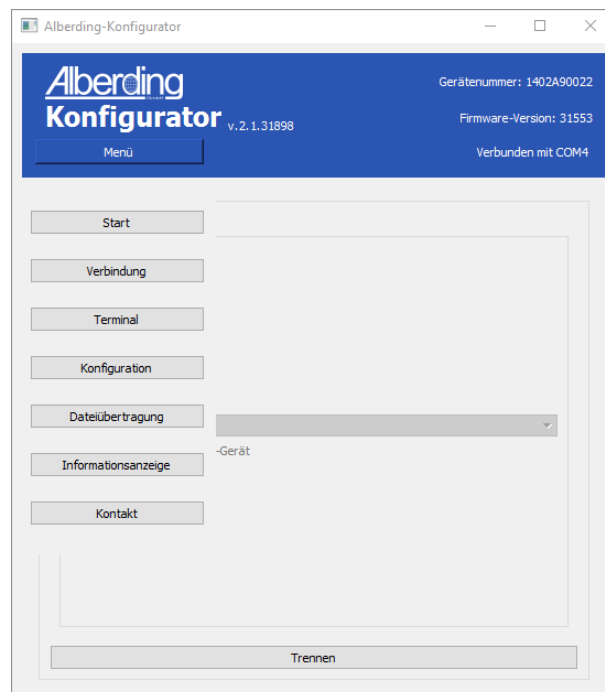 Alberding-Konfigurator
Alberding
Konfigurator v.2.1.31898
Gerätenummer: 1402A90022
Firmware-Version: 31553
Menü
Verbunden mit COM4
Start
Verbindung
Terminal
Konfiguration
Dateiübertragung
-Gerät
Informationsanzeige
Kontakt
Trennen